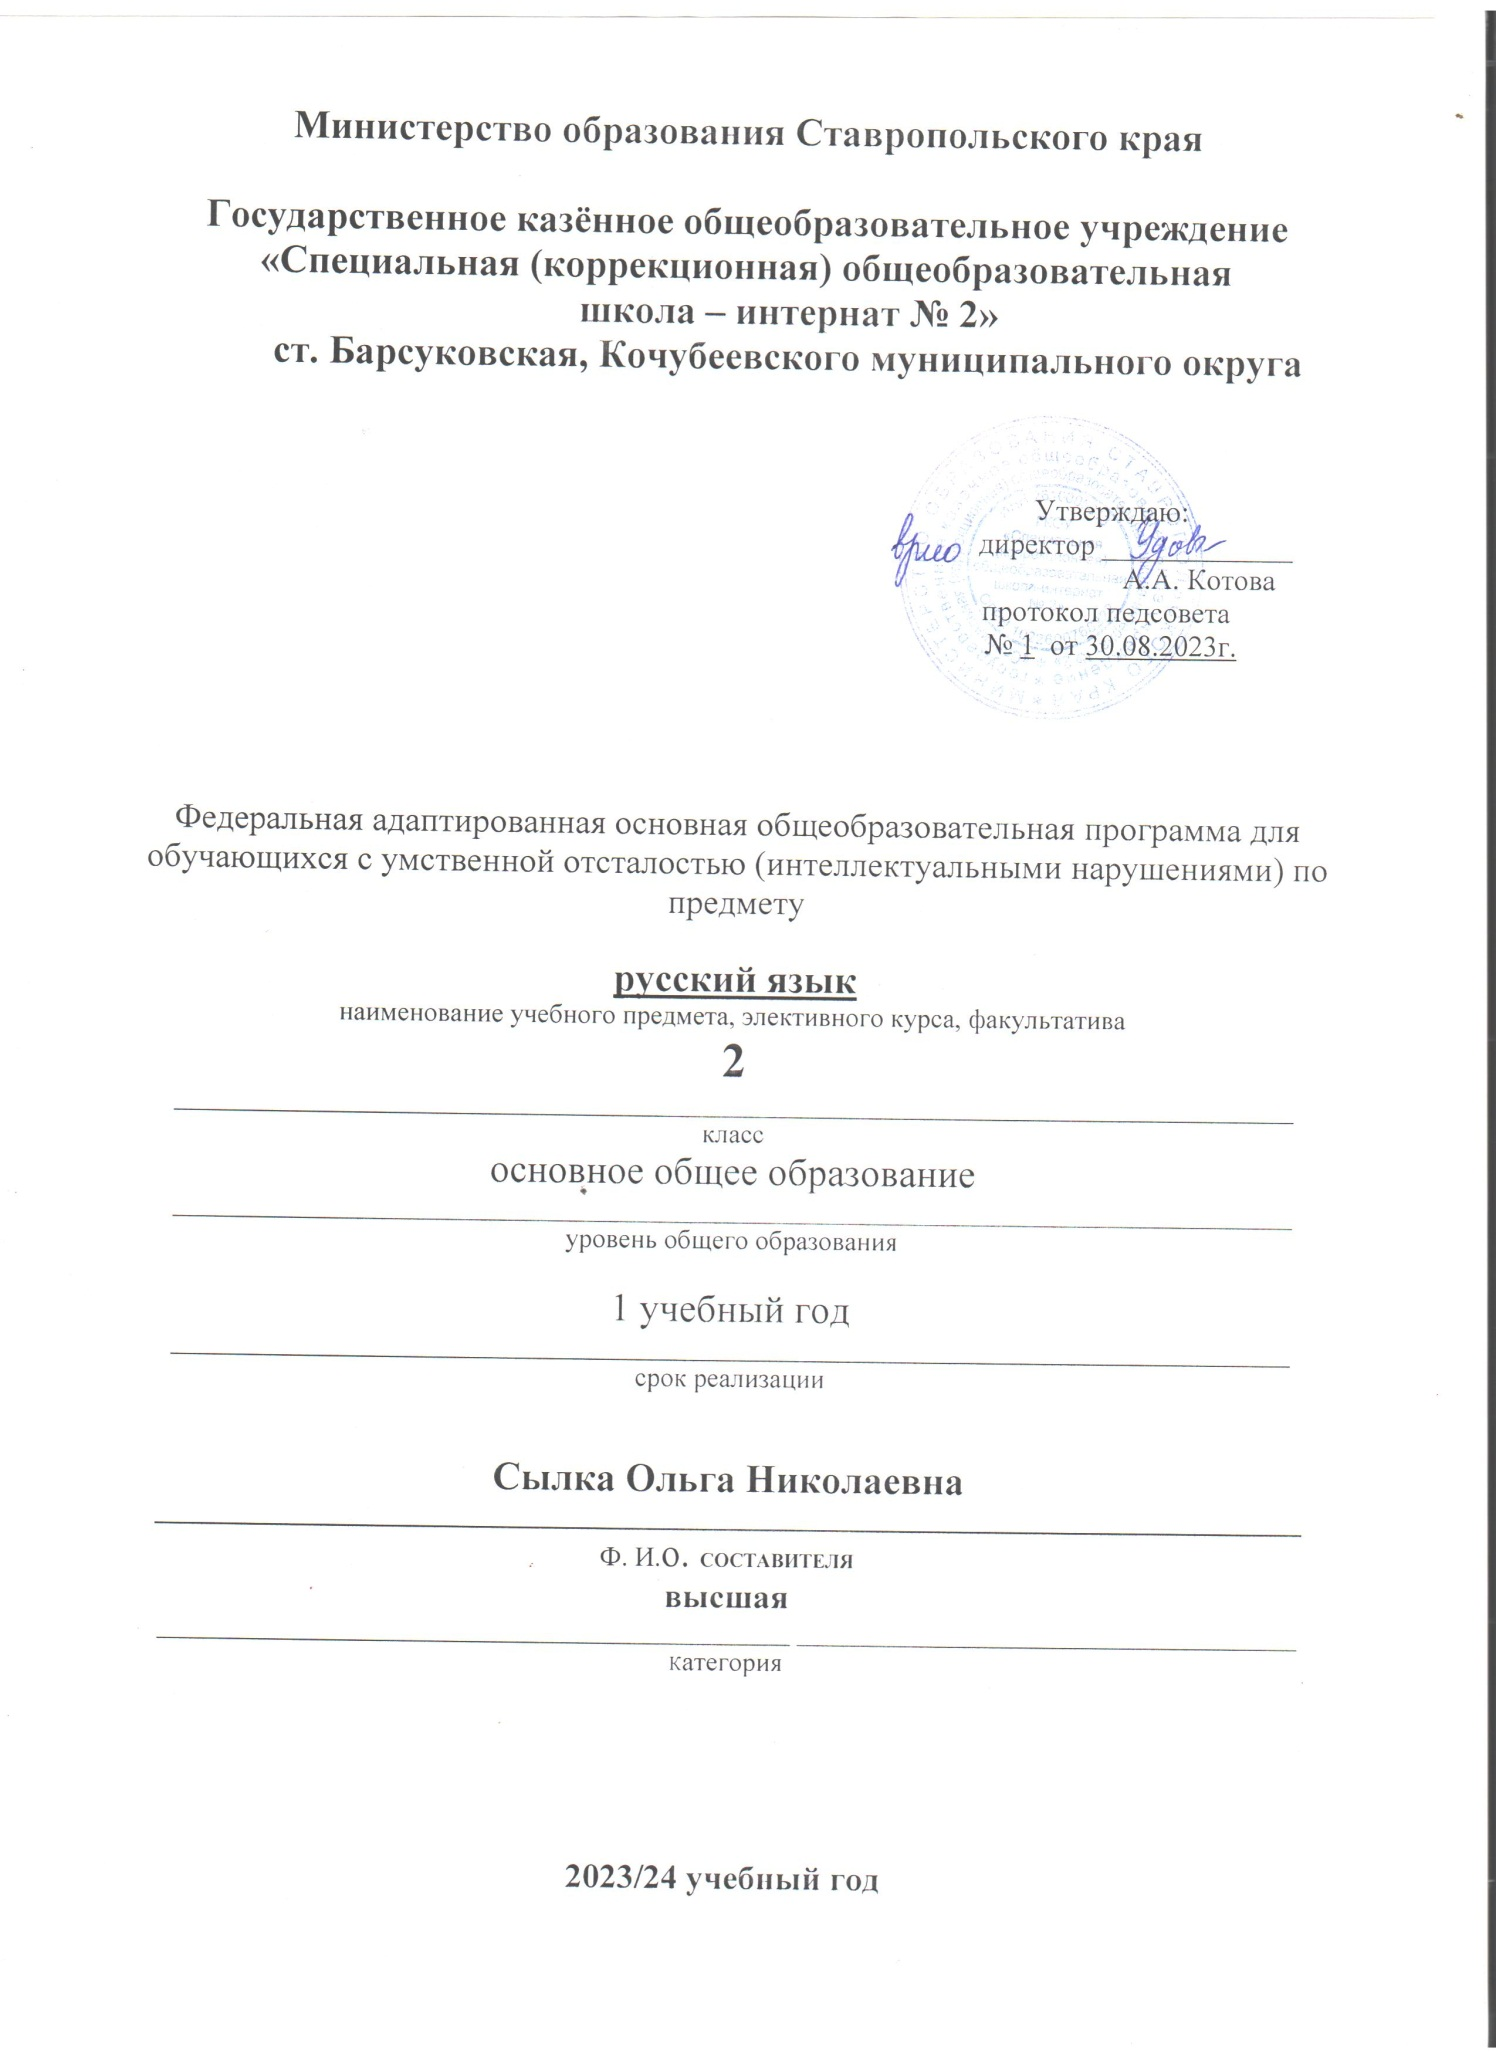 Министерство образования Ставропольского края
Государственное казённое общеобразовательное учреждение
«Специальная (коррекционная) общеобразовательная
школа – интернат № 2»
ст. Барсуковская, Кочубеевского муниципального округа
Утверждаю:
врио директор
А.А. Котова
протокол педсовета
№ 1 от 30.08.2023г.
Федеральная адаптированная основная общеобразовательная программа для
обучающихся с умственной отсталостью (интеллектуальными нарушениями) по
предмету
русский язык
наименование учебного предмета, элективного курса, факультатива
2
класс
основное общее образование
уровень общего образования
1 учебный год
срок реализации
Сылка Ольга Николаевна
Ф. И.О. СОСТАВИТЕЛЯ
высшая
категория
2023/24 учебный год